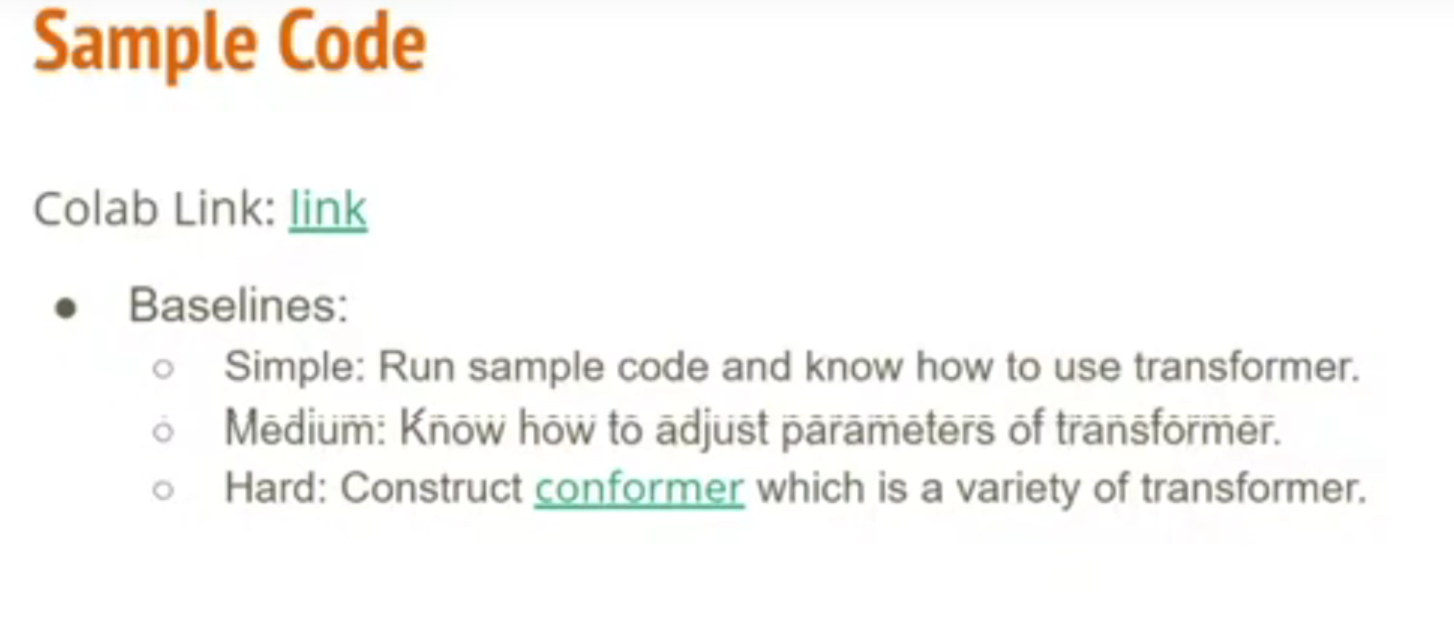 Sample Code
Colab Link: link
● Baselines:
○ Simple: Run sample code and know how to use transformer.
○ Medium: Know how to adjust parameters of transformer.
○ Hard: Construct conformer which is a variety of transformer.